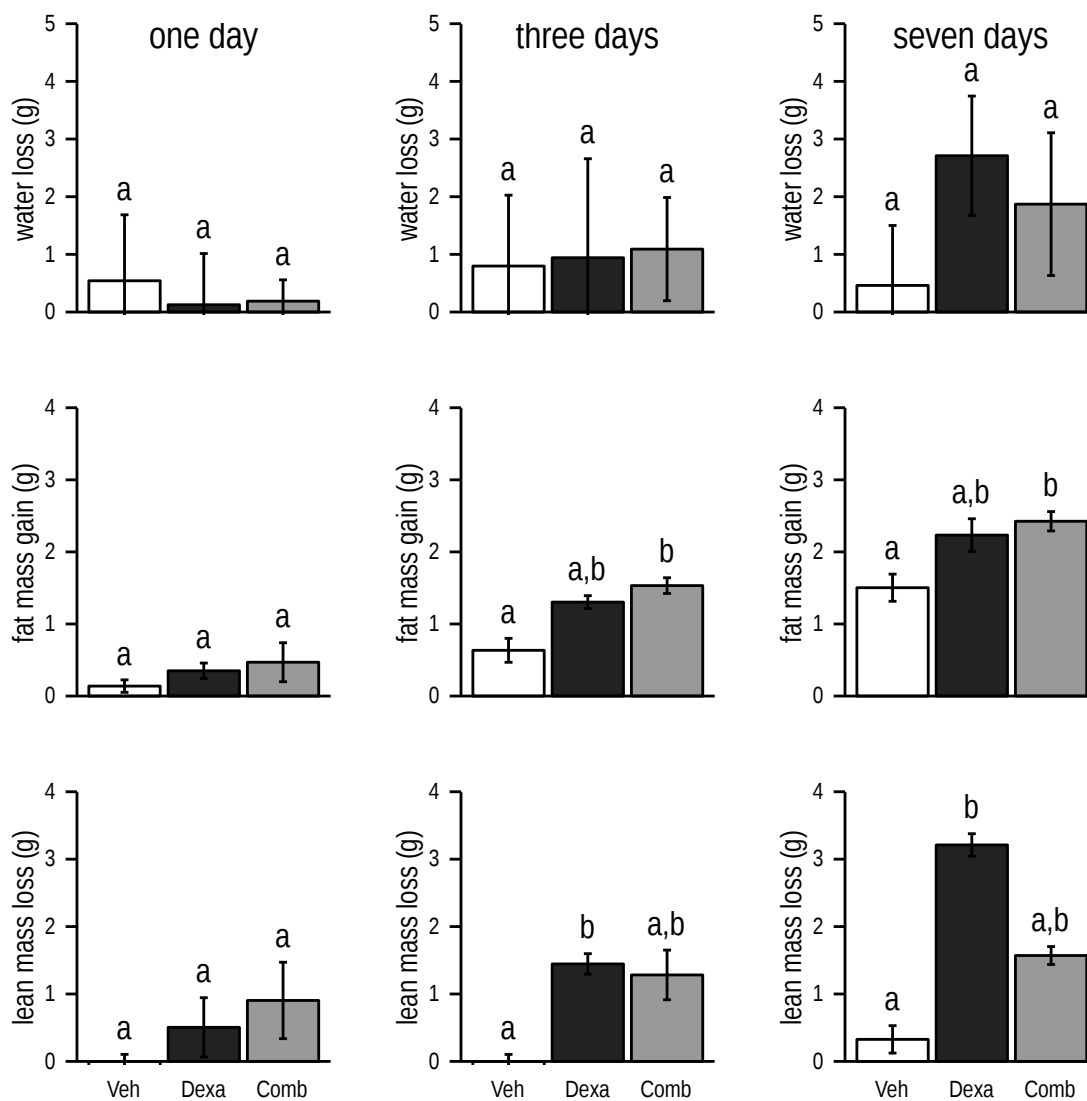 one day
three days
seven days
water loss (g)
5
4
3
2
1
0
a
a
a
water loss (g)
5
4
3
2
1
0
a
a
a
water loss (g)
5
4
3
2
1
0
a
a
a
fat mass gain (g)
4
3
2
1
0
a
a
a
fat mass gain (g)
4
3
2
1
0
a
a,b
b
fat mass gain (g)
4
3
2
1
0
a
a,b
b
lean mass loss (g)
4
3
2
1
0
a
a
a
Veh Dexa Comb
lean mass loss (g)
4
3
2
1
0
a
b
a,b
Veh Dexa Comb
lean mass loss (g)
4
3
2
1
0
a
b
a,b
Veh Dexa Comb